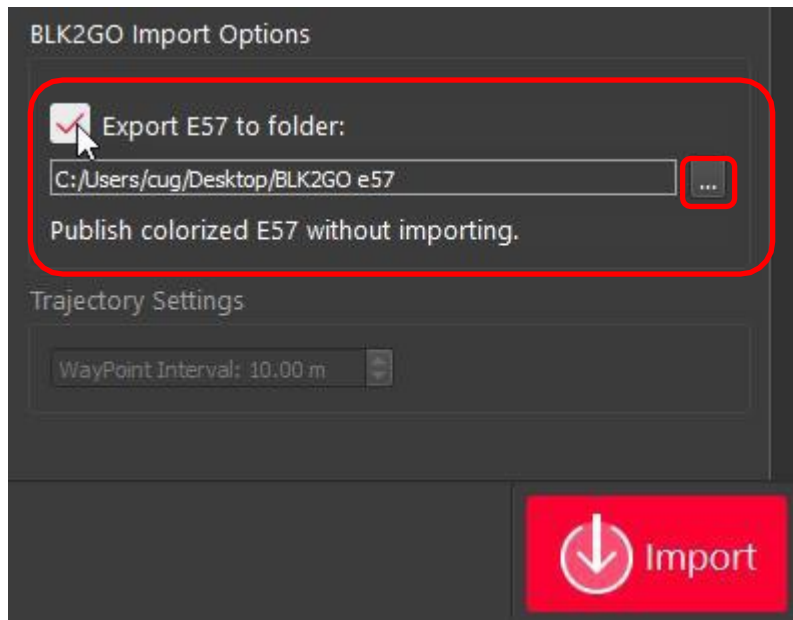 BLK2GO Import Options
Export E57 to folder:
C:/Users/cug/Desktop/BLK2GO e57
...
Publish colorized E57 without importing.
Trajectory Settings
WayPoint Interval: 10.00 m
Import